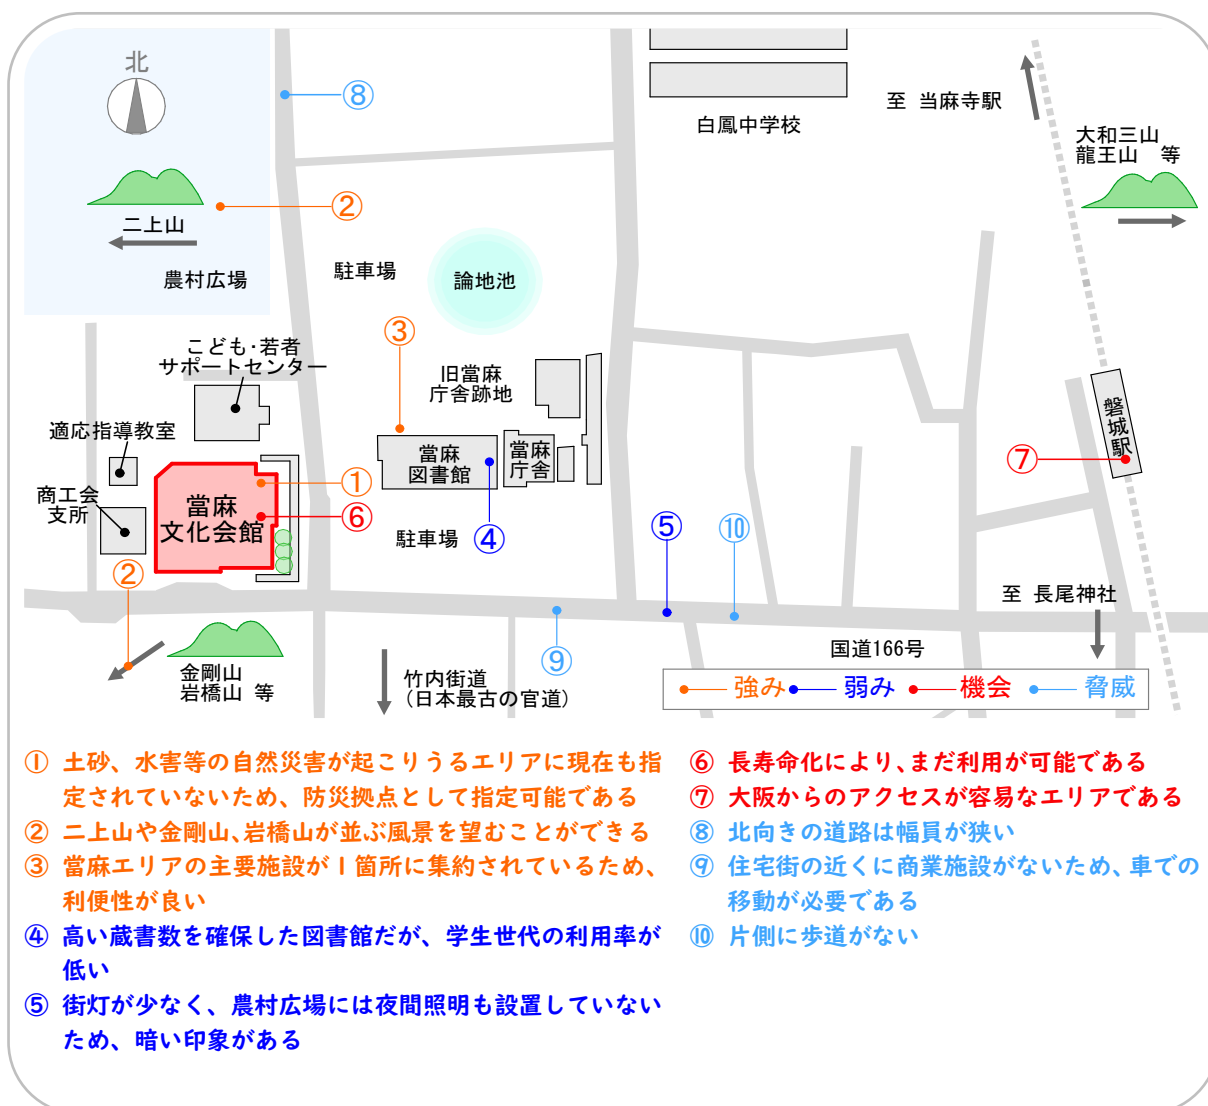 北
⑧
白鳳中学校
至 当麻寺駅
大和三山
龍王山 等
二上山
②
農村広場
駐車場
論地池
③
こども・若者
サポートセンター
旧當麻
庁舎跡地
適応指導教室
當麻
図書館
當麻
庁舎
磐城駅
⑦
①
商工会
支所
當麻
文化会館
⑥
駐車場
④
⑤
⑩
②
至 長尾神社
金剛山
岩橋山 等
竹内街道
(日本最古の官道)
⑨
国道166号
強み
弱み
機会
脅威
① 土砂、水害等の自然災害が起こりうるエリアに現在も指
定されていないため、防災拠点として指定可能である
② 二上山や金剛山、岩橋山が並ぶ風景を望むことができる
③ 當麻エリアの主要施設が1箇所に集約されているため、
利便性が良い
④ 高い蔵書数を確保した図書館だが、学生世代の利用率が
低い
⑤ 街灯が少なく、農村広場には夜間照明も設置していない
ため、暗い印象がある
⑥ 長寿命化により、まだ利用が可能である
⑦ 大阪からのアクセスが容易なエリアである
⑧ 北向きの道路は幅員が狭い
⑨ 住宅街の近くに商業施設がないため、車での
移動が必要である
⑩ 片側に歩道がない